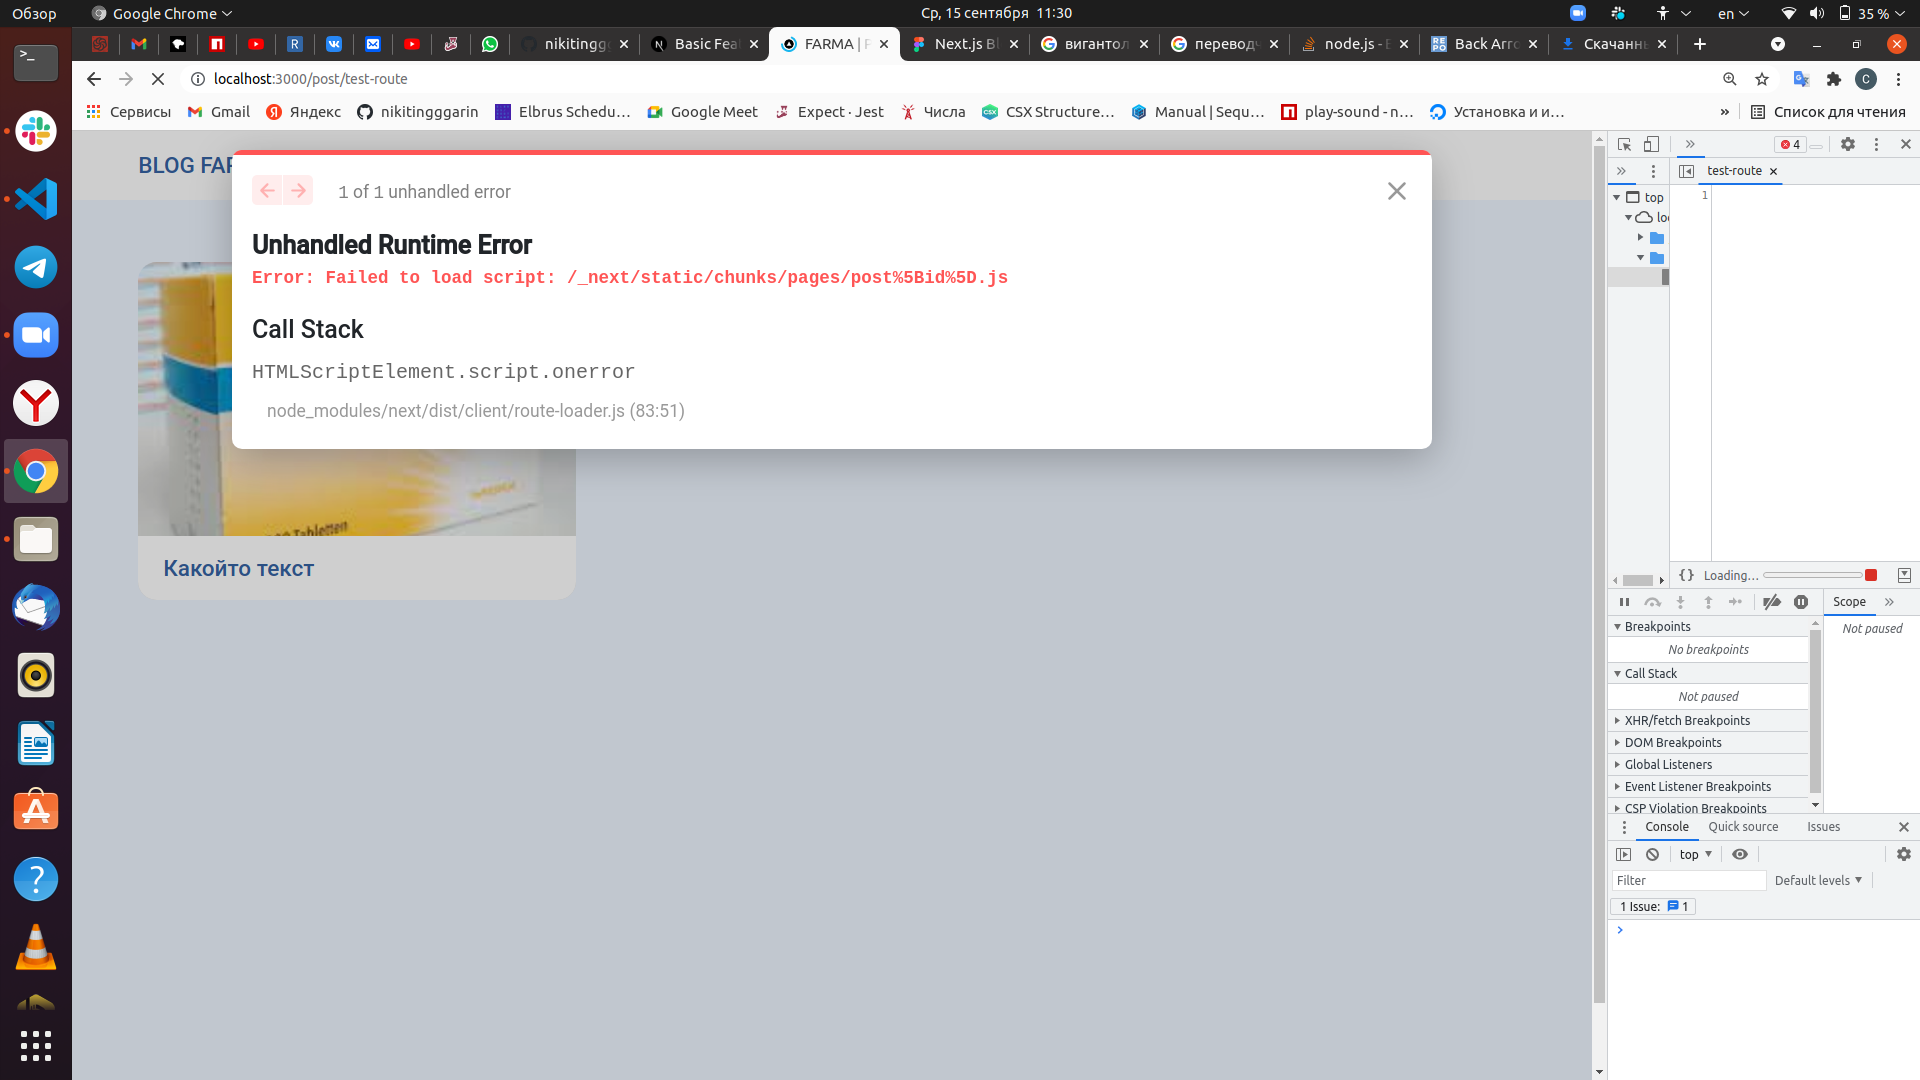 Обзор
Google Chrome
Ср, 15 сентября 11:30
en
35 %
nikitinggg
Basic Fea
FARMA | F
Next.js Bl
вигантол
перевод
node.js - E
Back Arro
Скачанны
localhost:3000/post/test-route
C
Сервисы
Gmail
Яндекс
nikitingggarin
Elbrus Schedu…
Google Meet
Expect · Jest
Числа
CSX Structure…
Manual | Sequ…
play-sound - n…
Установка и и…
»
Список для чтения
BLOG FAR
1 of 1 unhandled error
Unhandled Runtime Error
Error: Failed to load script: /_next/static/chunks/pages/post%5Bid%5D.js
Call Stack
HTMLScriptElement.script.onerror
node_modules/next/dist/client/route-loader.js (83:51)
Tabletten
Какойто текст
4
test-route
top
loc
1
{} Loading…
Scope
Not paused
Breakpoints
No breakpoints
Call Stack
Not paused
XHR/fetch Breakpoints
DOM Breakpoints
Global Listeners
Event Listener Breakpoints
CSP Violation Breakpoints
Console
Quick source
Issues
top
Filter
Default levels
1 Issue: 1